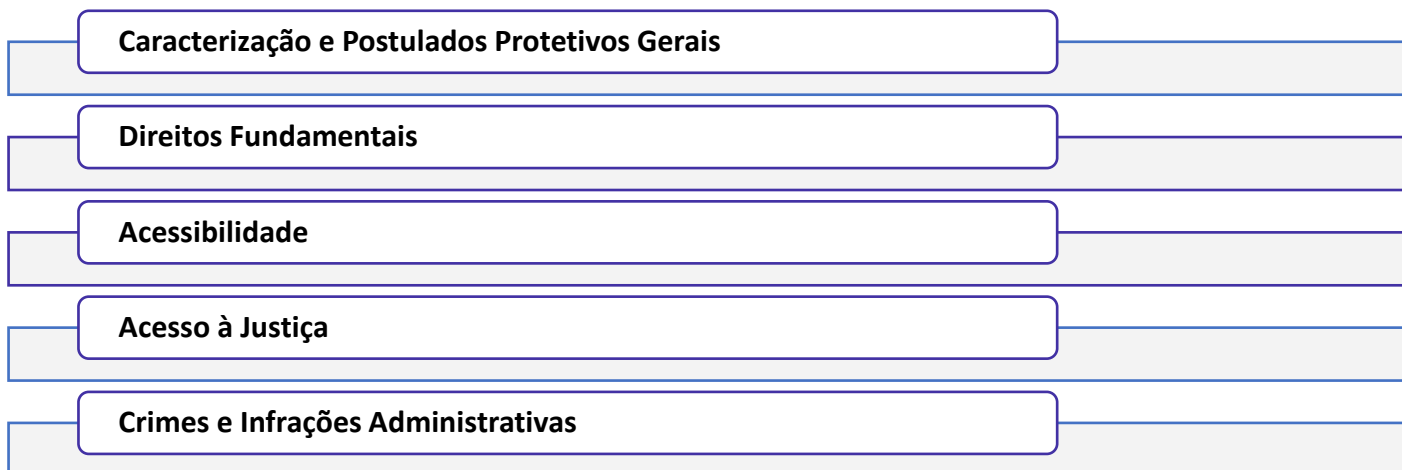 Caracterização e Postulados Protetivos Gerais
Direitos Fundamentais
Acessibilidade
Acesso à Justiça
Crimes e Infrações Administrativas